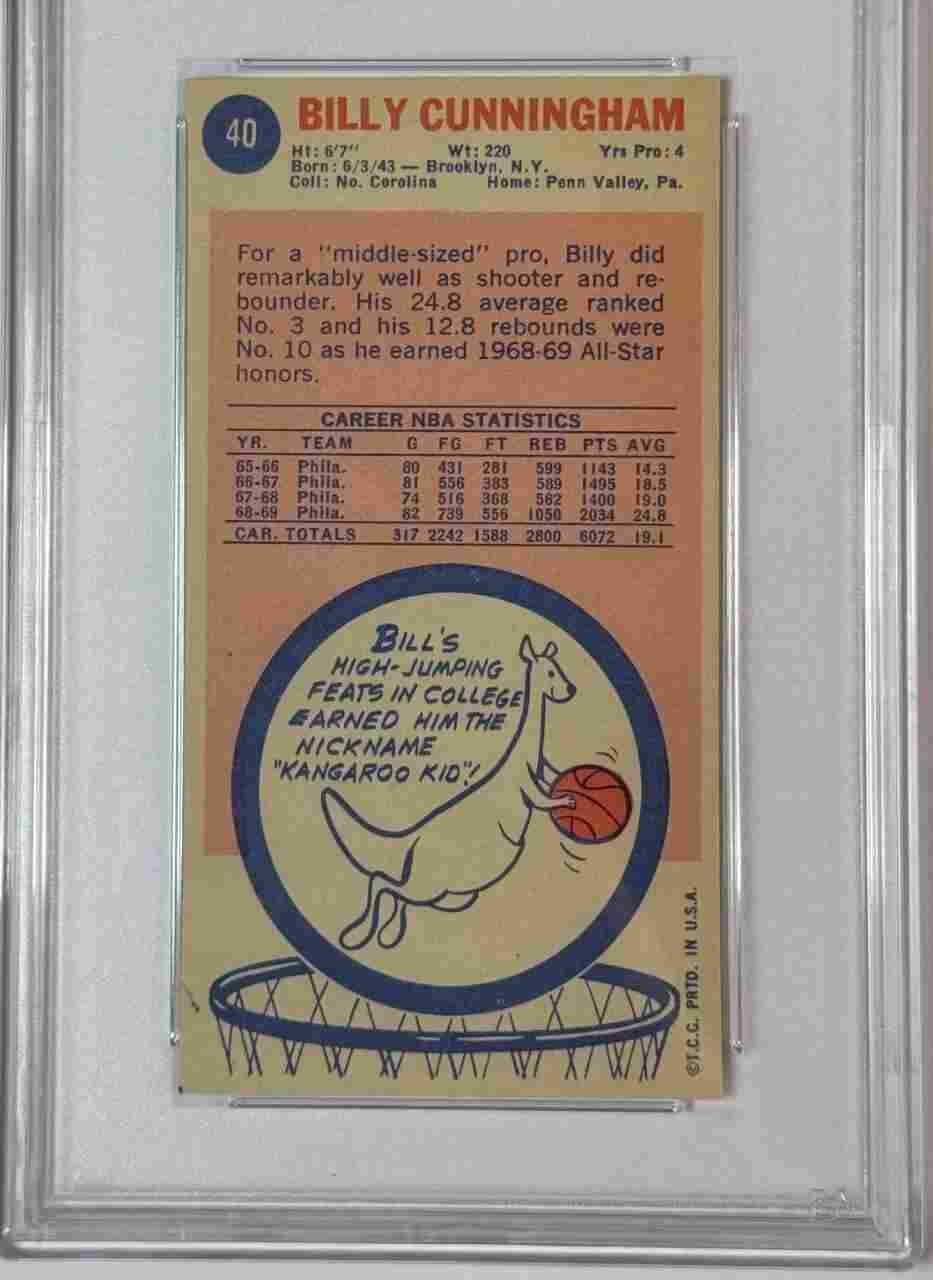 40
BILLY CUNNINGHAM
Ht: 6'7" Wt: 220 Yrs Pro: 4
Born: 6/3/43 — Brooklyn, N.Y.
Coll: No. Carolina Home: Penn Valley, Pa.
For a "middle-sized" pro, Billy did
remarkably well as shooter and re-
bounder. His 24.8 average ranked
No. 3 and his 12.8 rebounds were
No. 10 as he earned 1968-69 All-Star
honors.
CAREER NBA STATISTICS
YR. TEAM G FG FT REB PTS AVG
65-66 Phila. 80 431 281 599 1143 14.3
66-67 Phila. 81 556 383 589 1495 18.5
67-68 Phila. 74 516 368 562 1400 19.0
68-69 Phila. 82 739 556 1050 2034 24.8
CAR. TOTALS 317 2242 1588 2800 6072 19.1
BILL'S
HIGH-JUMPING
FEATS IN COLLEGE
EARNED HIM THE
NICKNAME
"KANGAROO KID"!
©T.C.G. PRTD. IN U.S.A.